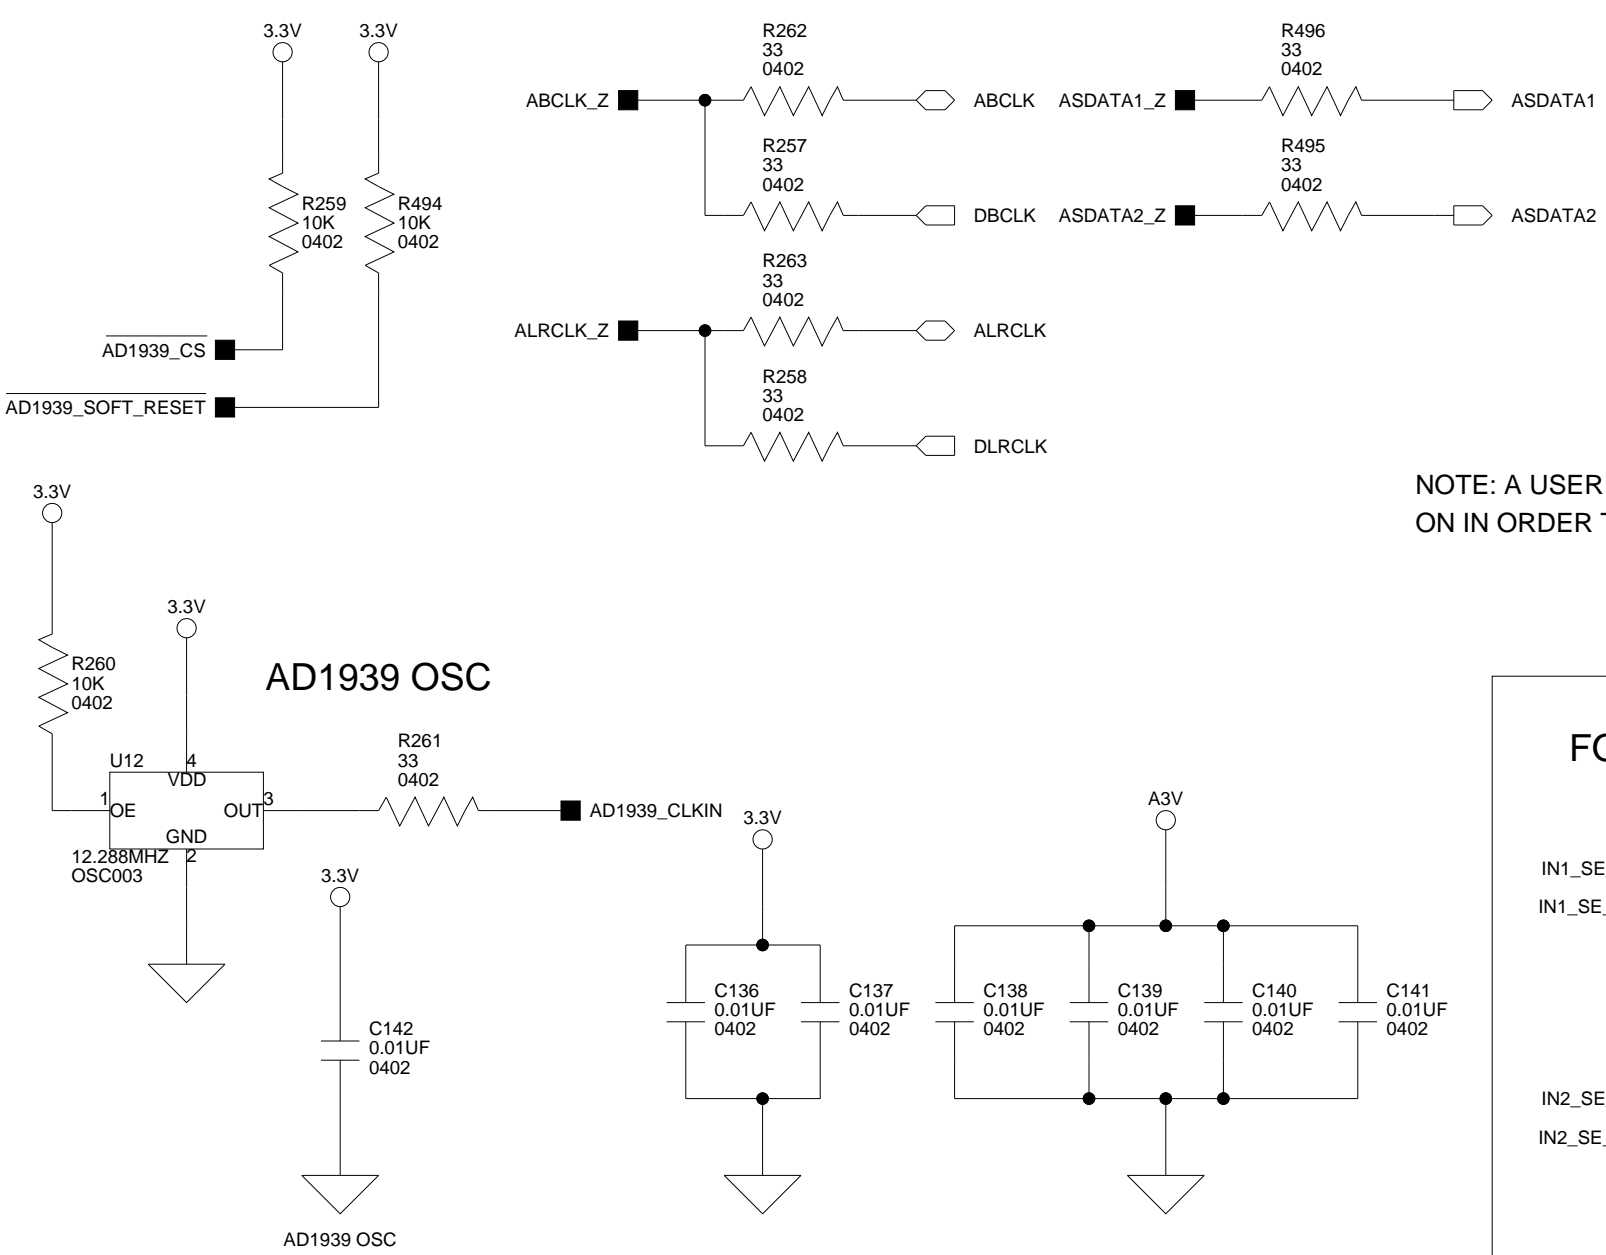 3.3V
3.3V
R259
10K
0402
R494
10K
0402
AD1939_CS
AD1939_SOFT_RESET
R262
33
0402
ABCLK_Z
ABCLK
R257
33
0402
DBCLK
R263
33
0402
ALRCLK_Z
ALRCLK
R258
33
0402
DLRCLK
R496
33
0402
ASDATA1_Z
ASDATA1
R495
33
0402
ASDATA2_Z
ASDATA2
NOTE: A USER
ON IN ORDER
3.3V
R260
10K
0402
3.3V
AD1939 OSC
U12
4
VDD
1
OE
OUT
3
GND
2
12.288MHZ
OSC003
R261
33
0402
AD1939_CLKIN
3.3V
C142
0.01UF
0402
AD1939 OSC
3.3V
C136
0.01UF
0402
C137
0.01UF
0402
A3V
C138
0.01UF
0402
C139
0.01UF
0402
C140
0.01UF
0402
C141
0.01UF
0402
IN1_SE
IN1_SE_
IN2_SE
IN2_SE_